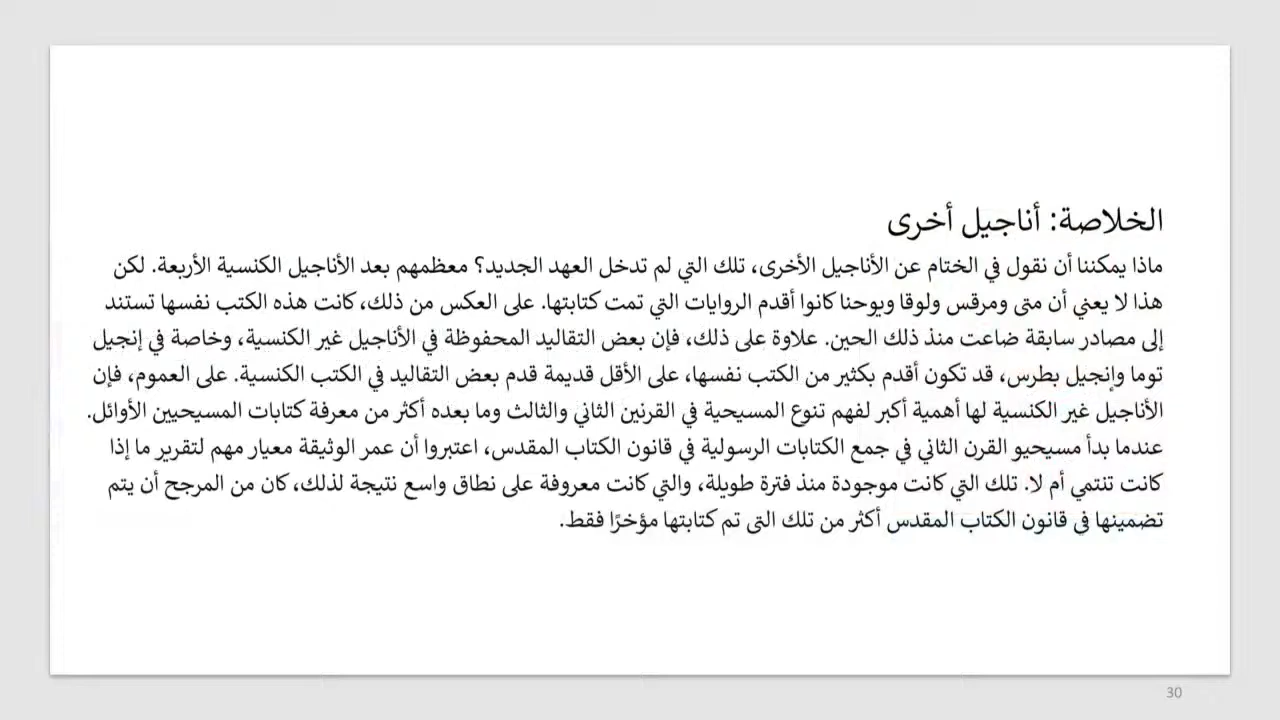 الخلاصة: أناجيل أخرى
ماذا يمكننا أن نقول في الختام عن الأناجيل الأخرى، تلك التي لم تدخل العهد الجديد؟ معظمهم بعد الأناجيل الكنسية الأربعة. لكن
هذا لا يعني أن متى ومرقس ولوقا ويوحنا كانوا أقدم الروايات التي تمت كتابتها. على العكس من ذلك، كانت هذه الكتب نفسها تستند
إلى مصادر سابقة ضاعت منذ ذلك الحين. علاوة على ذلك، فإن بعض التقاليد المحفوظة في الأناجيل غير الكنسية، وخاصة في إنجيل
توما وإنجيل بطرس، قد تكون أقدم بكثير من الكتب نفسها، على الأقل قديمة قدم بعض التقاليد في الكتب الكنسية. على العموم، فإن
الأناجيل غير الكنسية لها أهمية أكبر لفهم تنوع المسيحية في القرنين الثاني والثالث وما بعده أكثر من معرفة كتابات المسيحيين الأوائل.
عندما بدأ مسيحيو القرن الثاني في جمع الكتابات الرسولية في قانون الكتاب المقدس، اعتبروا أن عمر الوثيقة معيار مهم لتقرير ما إذا
كانت تنتمي أم لا. تلك التي كانت موجودة منذ فترة طويلة، والتي كانت معروفة على نطاق واسع نتيجة لذلك، كان من المرجح أن يتم
تضمينها في قانون الكتاب المقدس أكثر من تلك التى تم كتابتها مؤخرًا فقط.
30